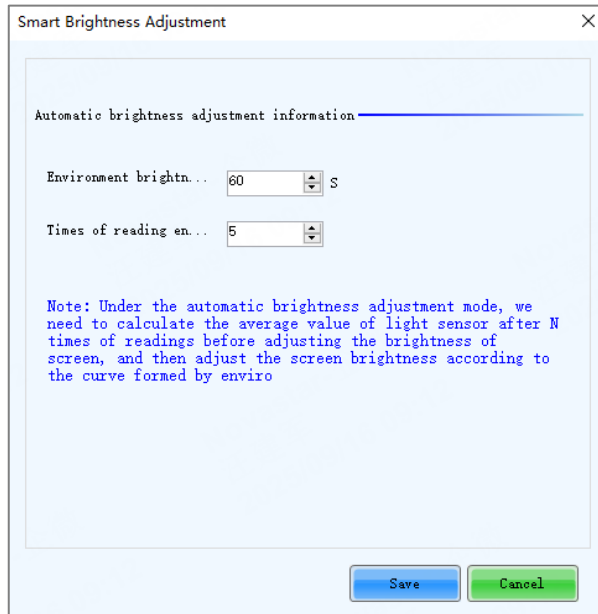 Smart Brightness Adjustment
Automatic brightness adjustment information
Environment brightn... 60 S
Times of reading en... 5
Note: Under the automatic brightness adjustment mode, we
need to calculate the average value of light sensor after N
times of readings before adjusting the brightness of
screen, and then adjust the screen brightness according to
the curve formed by enviro
Save Cancel